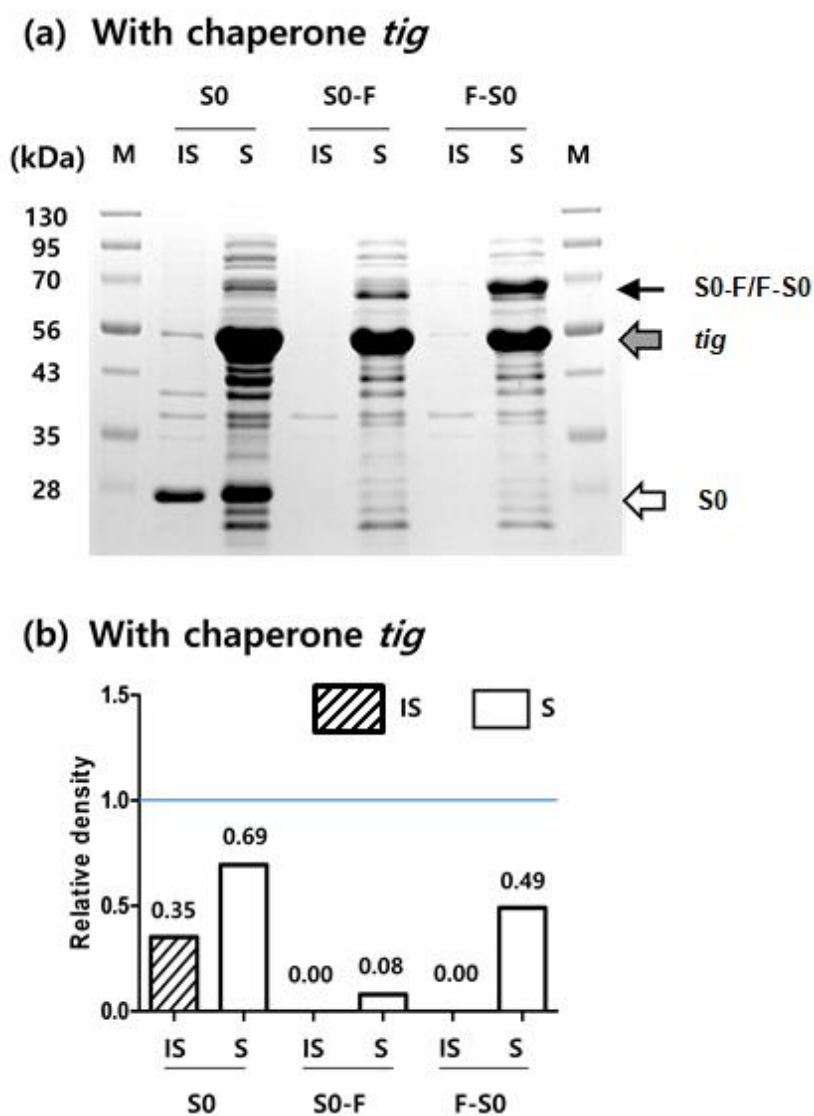 (a) With chaperone tig
S0 S0-F F-S0
(kDa) M IS S IS S IS S M
130
95
70
S0-F/F-S0
56
tig
43
35
28
S0
(b) With chaperone tig
1.5
IS S
1.0
0.69
0.49
0.5
0.35
0.00 0.08 0.00
0.0
Relative density
IS S IS S IS S
S0 S0-F F-S0